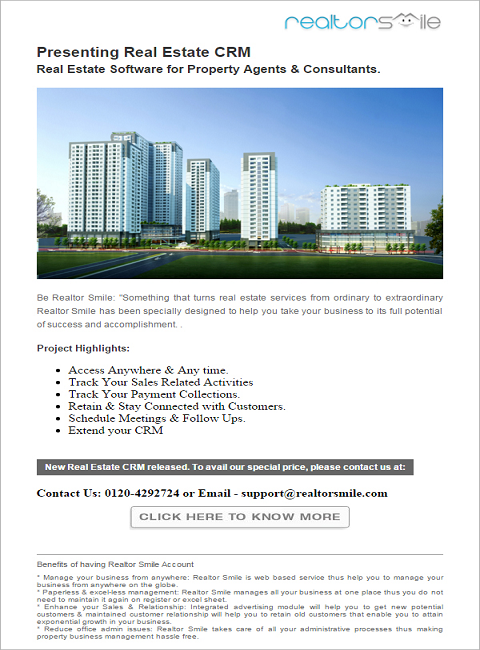 realtorsmile
Presenting Real Estate CRM
Real Estate Software for Property Agents & Consultants.
Be Realtor Smile: "Something that turns real estate services from ordinary to extraordinary
Realtor Smile has been specially designed to help you take your business to its full potential
of success and accomplishment. .
Project Highlights:
• Access Anywhere & Any time.
• Track Your Sales Related Activities
• Track Your Payment Collections.
• Retain & Stay Connected with Customers.
• Schedule Meetings & Follow Ups.
• Extend your CRM
New Real Estate CRM released. To avail our special price, please contact us at:
Contact Us: 0120-4292724 or Email - support@realtorsmile.com
CLICK HERE TO KNOW MORE
Benefits of having Realtor Smile Account
* Manage your business from anywhere: Realtor Smile is web based service thus help you to manage your
business from anywhere on the globe.
* Paperless & excel-less management: Realtor Smile manages all your business at one place thus you do not
need to maintain it again on register or excel sheet.
* Enhance your Sales & Relationship: Integrated advertising module will help you to get new potential
customers & maintained customer relationship will help you to retain old customers that enable you to attain
exponential growth in your business.
* Reduce office admin issues: Realtor Smile takes care of all your administrative processes thus making
property business management hassle free.